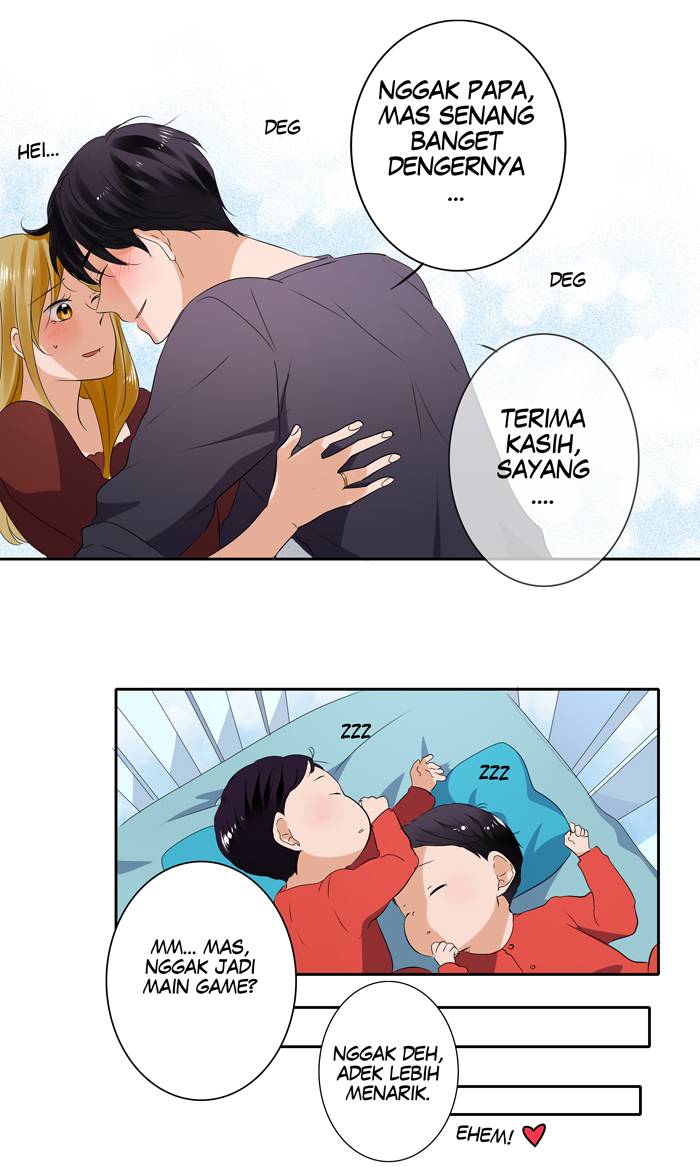 HEI...
DEG
NGGAK PAPA,
MAS SENANG
BANGET
DENGERNYA
...
DEG
TERIMA
KASIH,
SAYANG
....
ZZZ
ZZZ
MM... MAS,
NGGAK JADI
MAIN GAME?
NGGAK DEH,
ADEK LEBIH
MENARIK.
EHEM!